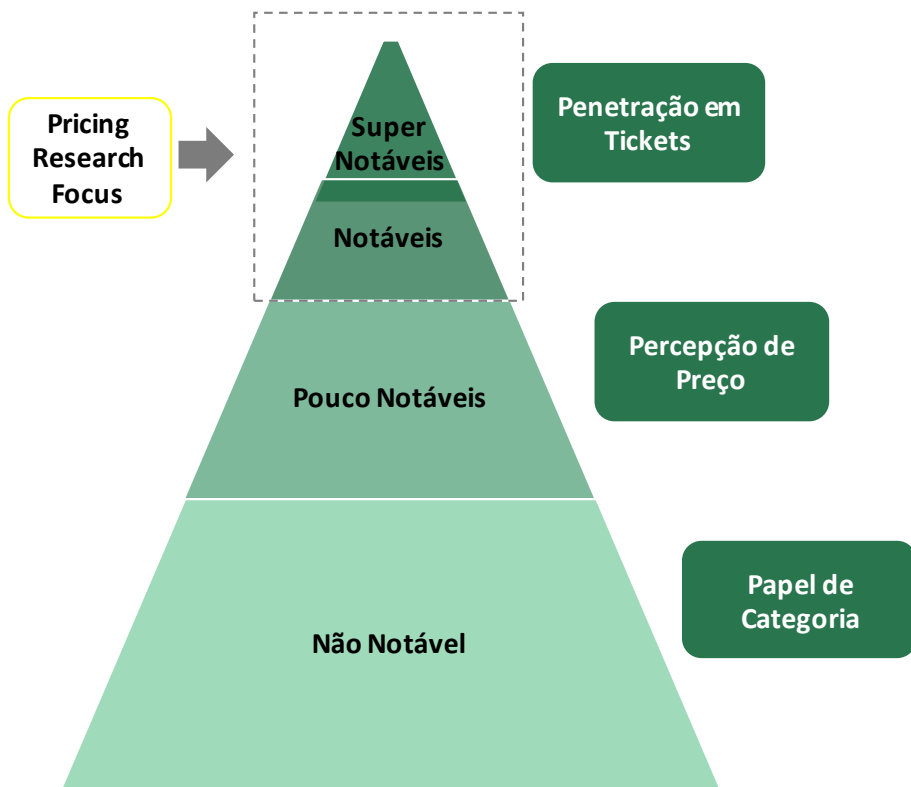 Pricing
Research
Focus
Super
Notáveis
Notáveis
Pouco Notáveis
Não Notável
Penetração em
Tickets
Percepção de
Preço
Papel de
Categoria